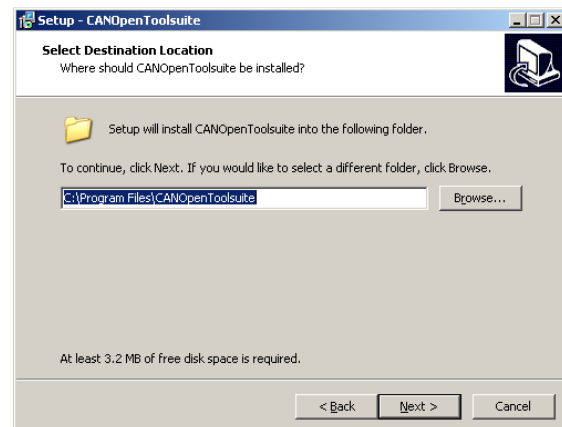 Setup - CANOpenToolsuite
Select Destination Location
Where should CANOpenToolsuite be installed?
Setup will install CANOpenToolsuite into the following folder.
To continue, click Next. If you would like to select a different folder, click Browse.
C:\Program Files\CANOpenToolsuite
Browse...
At least 3.2 MB of free disk space is required.
< Back Next > Cancel